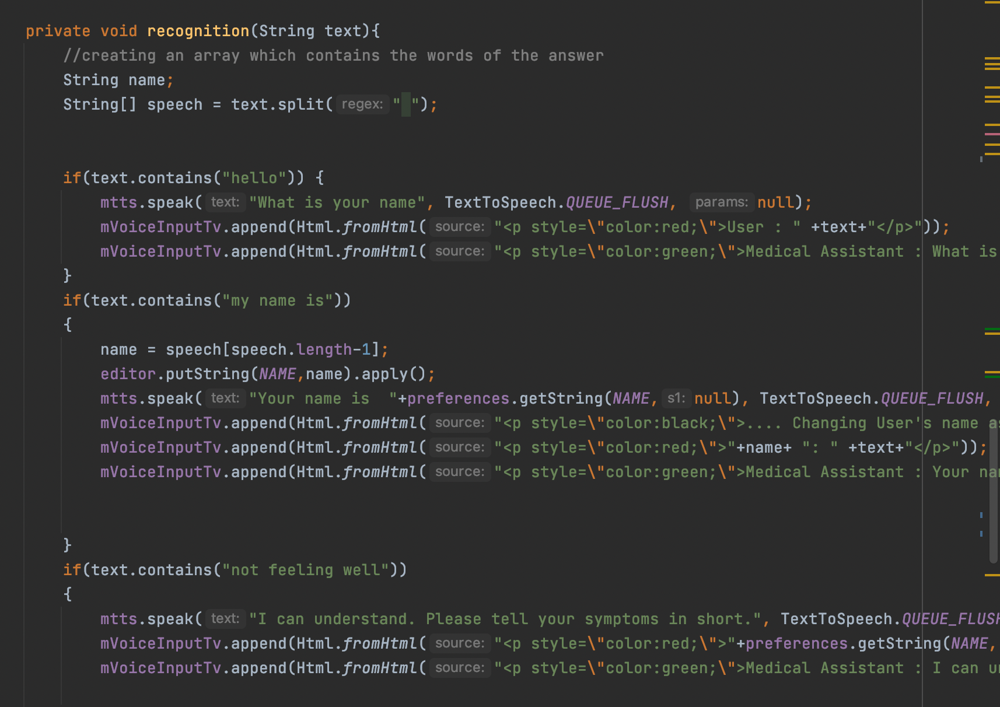 private void recognition(String text){
//creating an array which contains the words of the answer
String name;
String[] speech = text.split( regex: " ");
if(text.contains("hello")) {
mtts.speak( text: "What is your name", TextToSpeech.QUEUE_FLUSH, params: null);
mVoiceInputTv.append(Html.fromHtml( source: "<p style=\"color:red;\">User : " +text+"</p>"));
mVoiceInputTv.append(Html.fromHtml( source: "<p style=\"color:green;\">Medical Assistant : What is
}
if(text.contains("my name is"))
{
name = speech[speech.length-1];
editor.putString(NAME,name).apply();
mtts.speak( text: "Your name is  "+preferences.getString(NAME, s1: null), TextToSpeech.QUEUE_FLUSH,
mVoiceInputTv.append(Html.fromHtml( source: "<p style=\"color:black;\">.... Changing User's name as
mVoiceInputTv.append(Html.fromHtml( source: "<p style=\"color:red;\">"+name+ ": " +text+"</p>"));
mVoiceInputTv.append(Html.fromHtml( source: "<p style=\"color:green;\">Medical Assistant : Your nam
}
if(text.contains("not feeling well"))
{
mtts.speak( text: "I can understand. Please tell your symptoms in short.", TextToSpeech.QUEUE_FLUSH
mVoiceInputTv.append(Html.fromHtml( source: "<p style=\"color:red;\">"+preferences.getString(NAME,
mVoiceInputTv.append(Html.fromHtml( source: "<p style=\"color:green;\">Medical Assistant : I can un